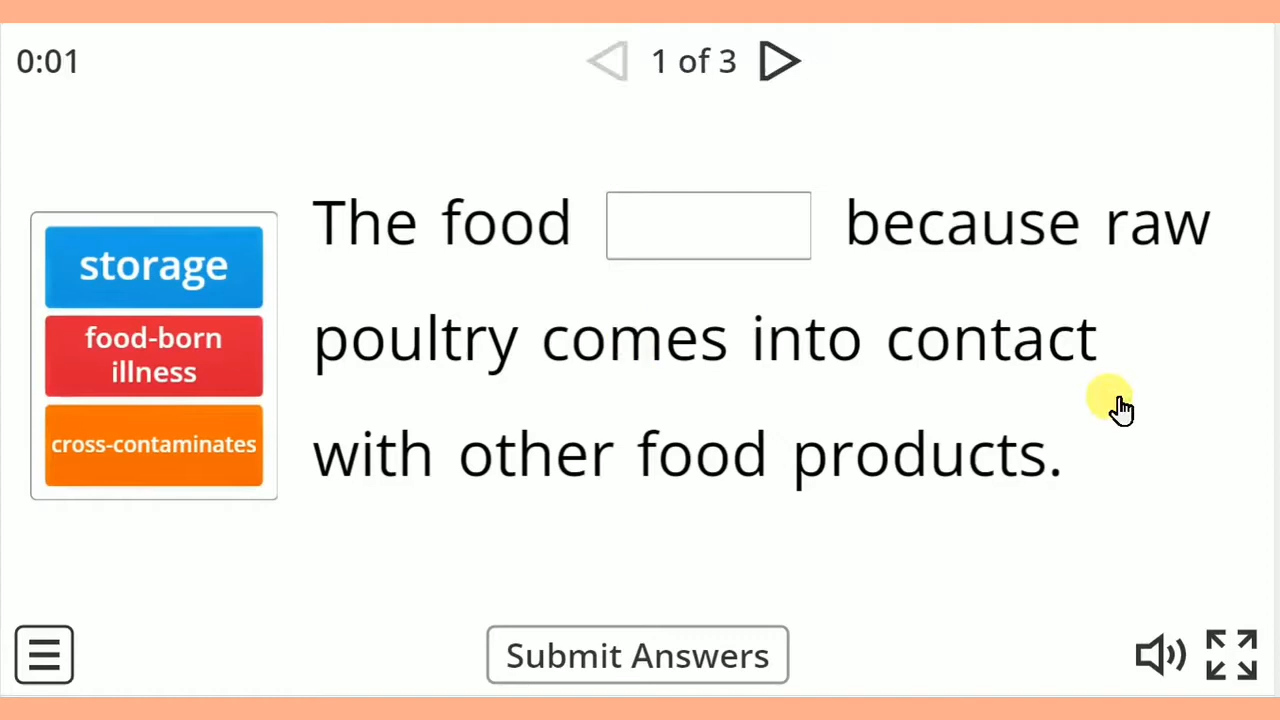 0:01
1 of 3
storage
food-born
illness
cross-contaminates
The food because raw
poultry comes into contact
with other food products.
Submit Answers